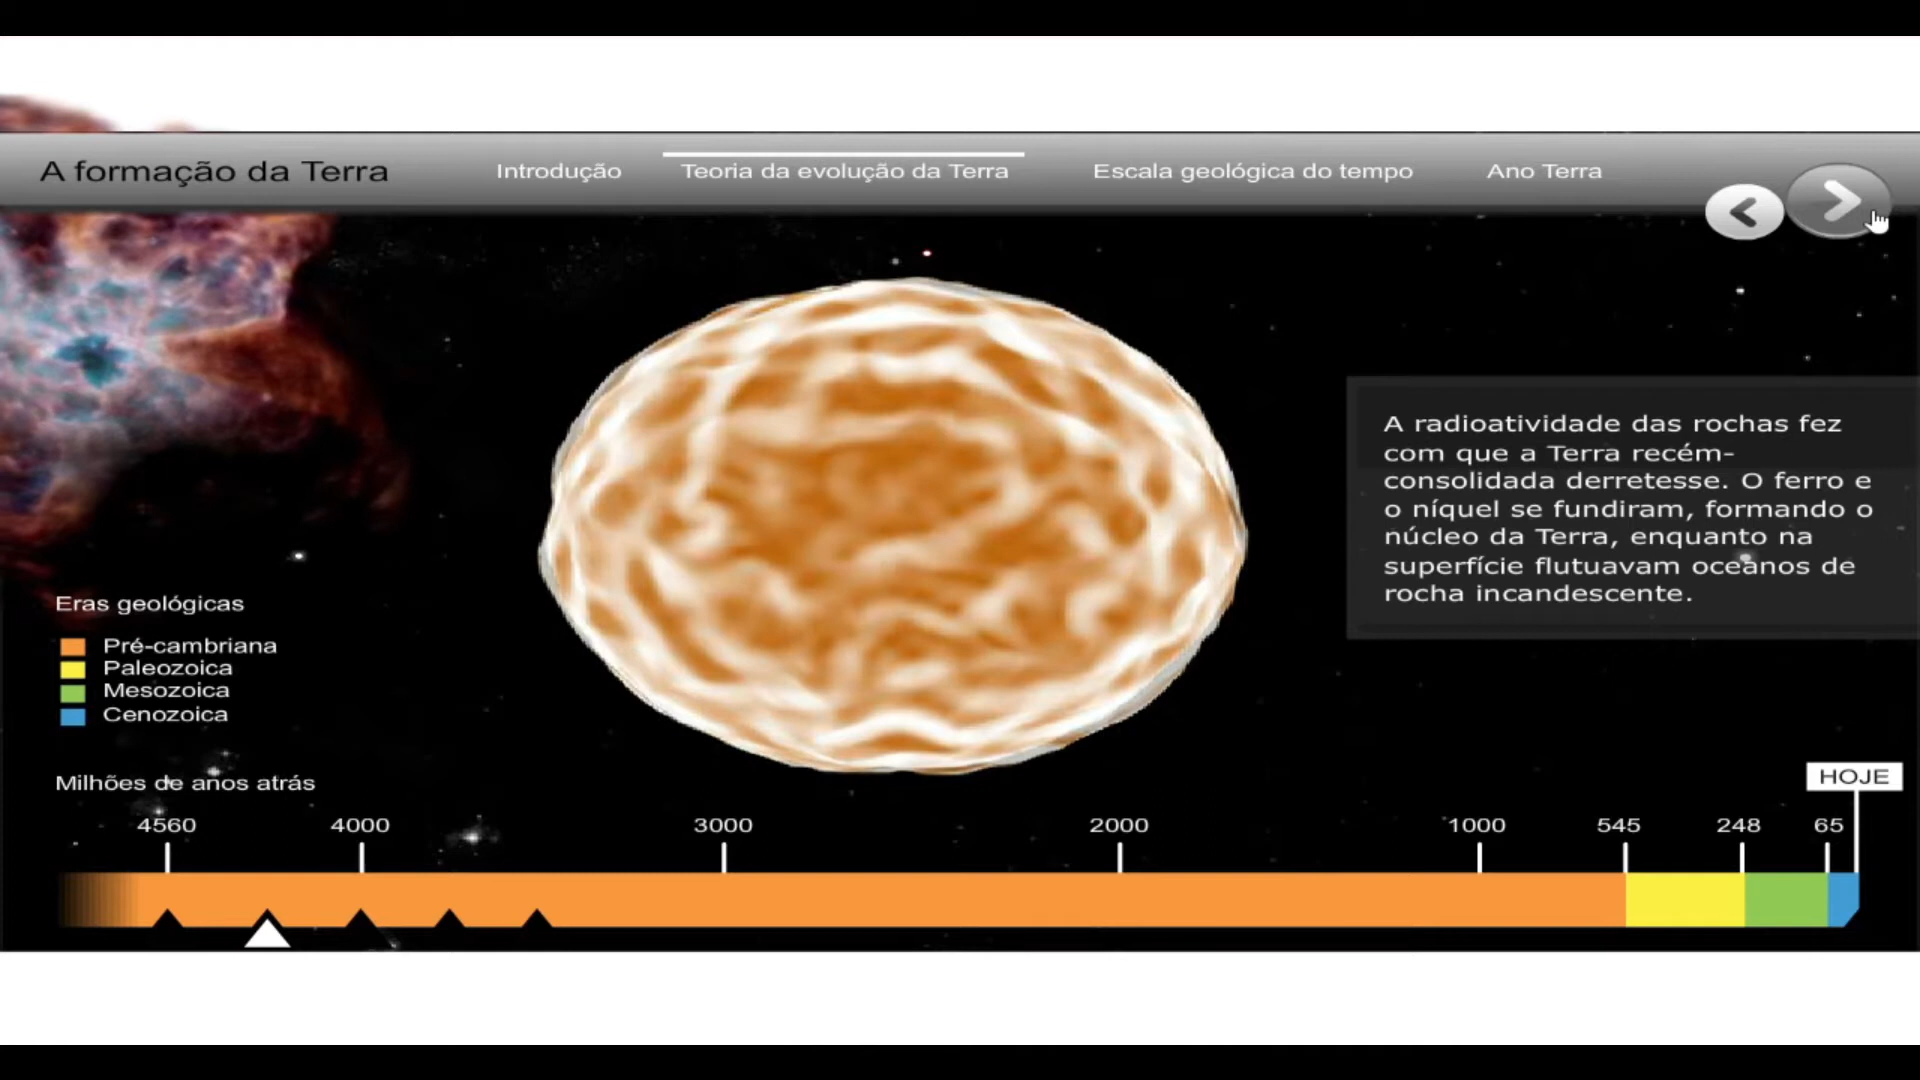 A formação da Terra
Introdução
Teoria da evolução da Terra
Escala geológica do tempo
Ano Terra
A radioatividade das rochas fez
com que a Terra recém-
consolidada derretesse. O ferro e
o níquel se fundiram, formando o
núcleo da Terra, enquanto na
superfície flutuavam oceanos de
rocha incandescente.
Eras geológicas
Pré-cambriana
Paleozoica
Mesozoica
Cenozoica
Milhões de anos atrás
HOJE
4560 4000 3000 2000 1000 545 248 65